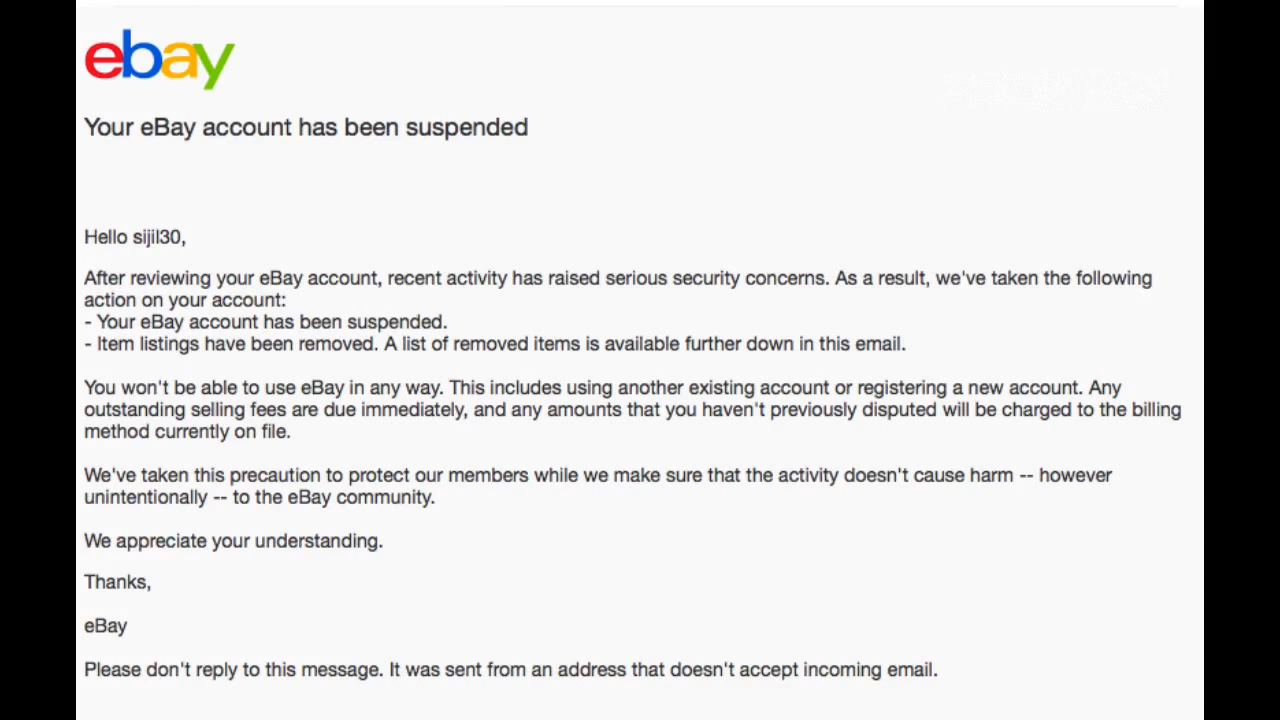 ebay
Your eBay account has been suspended
Hello sijil30,
After reviewing your eBay account, recent activity has raised serious security concerns. As a result, we've taken the following
action on your account:
- Your eBay account has been suspended.
- Item listings have been removed. A list of removed items is available further down in this email.
You won't be able to use eBay in any way. This includes using another existing account or registering a new account. Any
outstanding selling fees are due immediately, and any amounts that you haven't previously disputed will be charged to the billing
method currently on file.
We've taken this precaution to protect our members while we make sure that the activity doesn't cause harm -- however
unintentionally -- to the eBay community.
We appreciate your understanding.
Thanks,
eBay
Please don't reply to this message. It was sent from an address that doesn't accept incoming email.